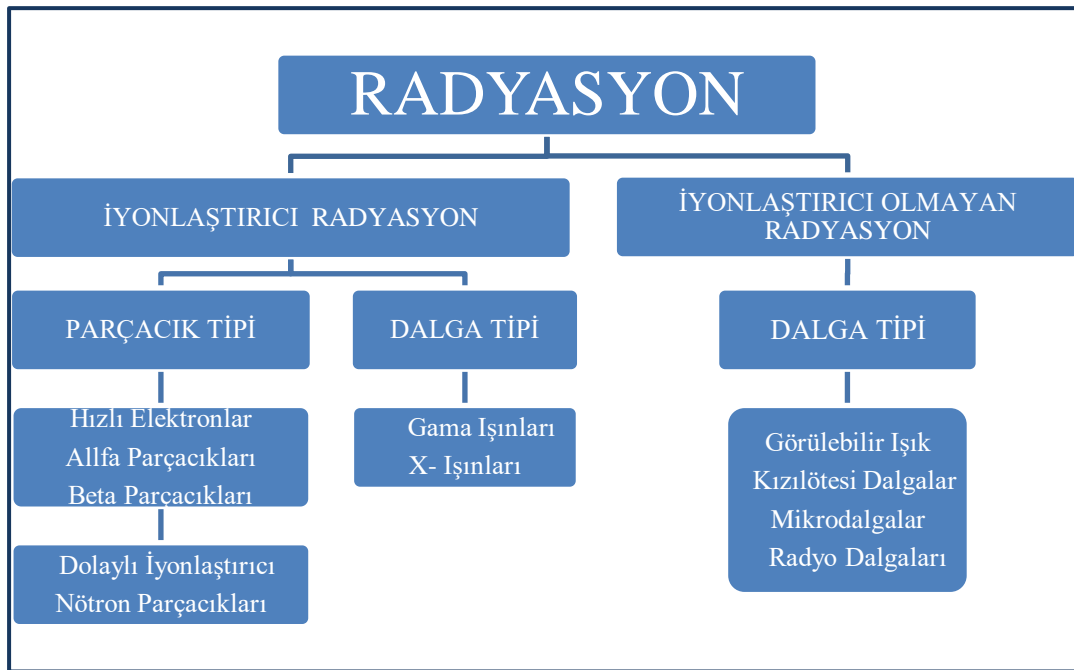 RADYASYON
İYONLAŞTIRICI RADYASYON
İYONLAŞTIRICI OLMAYAN
RADYASYON
PARÇACIK TİPİ
DALGA TİPİ
DALGA TİPİ
Hızlı Elektronlar
Allfa Parçacıkları
Beta Parçacıkları
Gama Işınları
X- Işınları
Görülebilir Işık
Kızılötesi Dalgalar
Mikrodalgalar
Radyo Dalgaları
Dolaylı İyonlaştırıcı
Nötron Parçacıkları